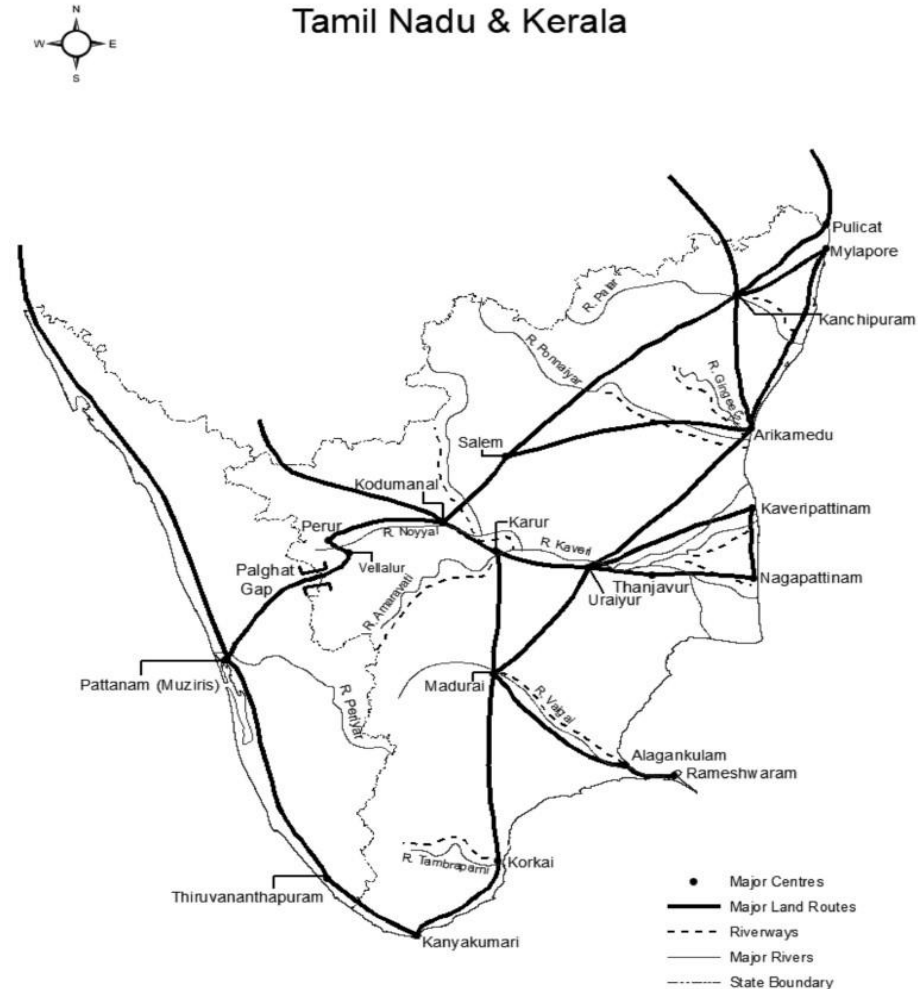 Tamil Nadu & Kerala
N
W
E
S
Pulicat
Mylapore
R. Palar
Kanchipuram
R. Ponnaiyar
R. Gingee
Arikamedu
Salem
Kodumanal
Kaveripattinam
Karur
Perur
R. Noyyal
R. Kaveri
Vellalur
Palghat
Gap
Thanjavur
Nagapattinam
Uraiyur
R. Amaravati
Pattanam (Muziris)
Madurai
R. Periyar
R. Vaigai
Alagankulam
Rameshwaram
R. Tambraparni
Korkai
Thiruvananthapuram
Kanyakumari
Major Centres
Major Land Routes
Riverways
Major Rivers
State Boundary